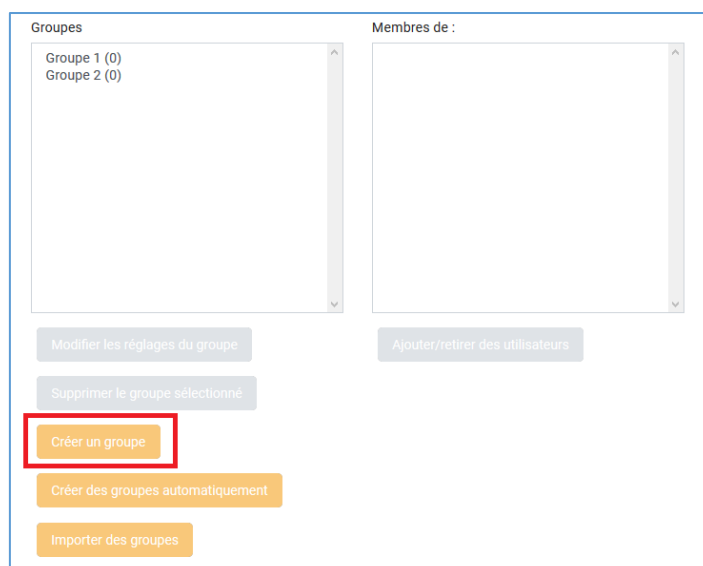 Groupes
Membres de :
Groupe 1 (0)
Groupe 2 (0)
Modifier les réglages du groupe
Ajouter/retirer des utilisateurs
Supprimer le groupe sélectionné
Créer un groupe
Créer des groupes automatiquement
Importer des groupes